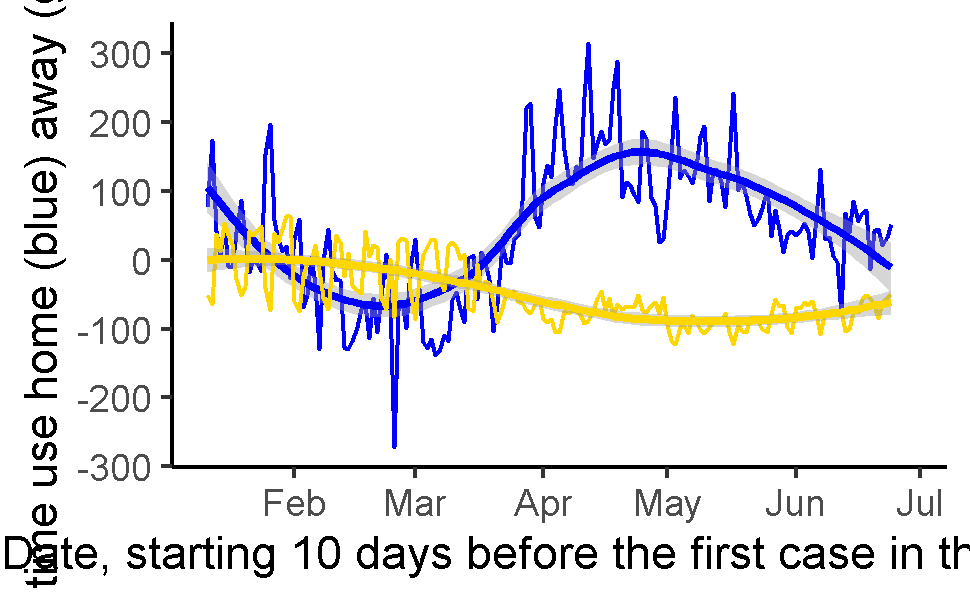 time use home (blue) away (
300
200
100
0
-100
-200
-300
Feb Mar Apr May Jun Jul
Date, starting 10 days before the first case in th